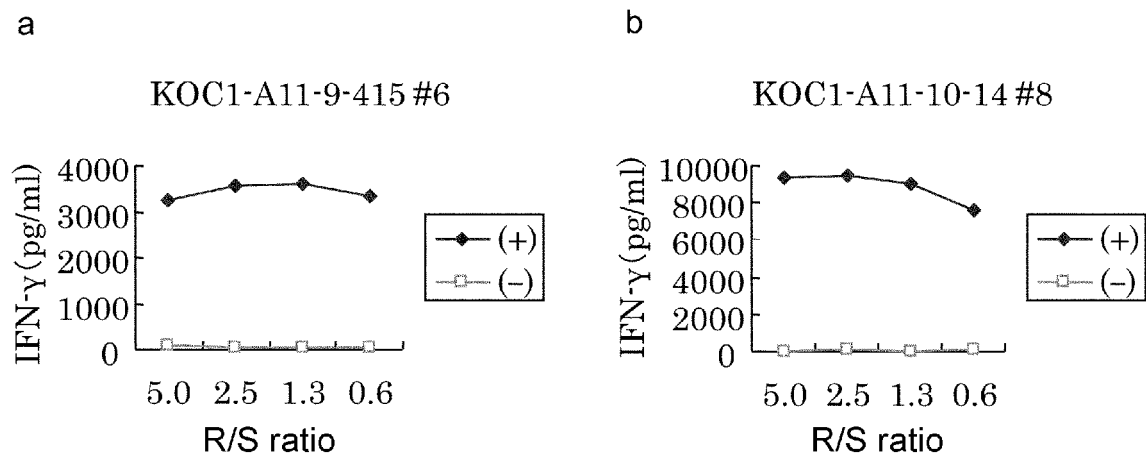 a
KOC1-A11-9-415 #6
IFN-γ (pg/ml)
4000
3000
2000
1000
0
5.0 2.5 1.3 0.6
R/S ratio
(+)
(−)
b
KOC1-A11-10-14 #8
IFN-γ (pg/ml)
10000
8000
6000
4000
2000
0
5.0 2.5 1.3 0.6
R/S ratio
(+)
(−)